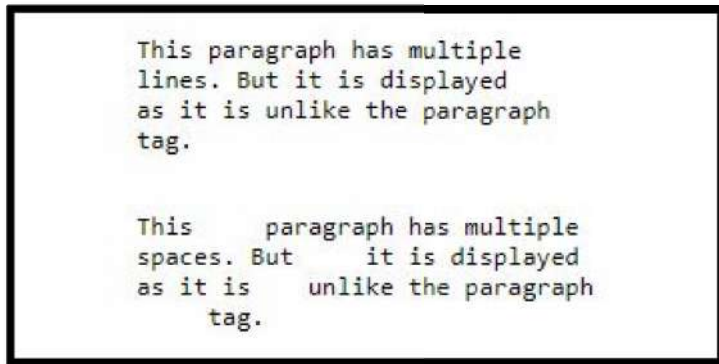 This paragraph has multiple
lines. But it is displayed
as it is unlike the paragraph
tag.

This     paragraph has multiple
spaces. But     it is displayed
as it is    unlike the paragraph
     tag.